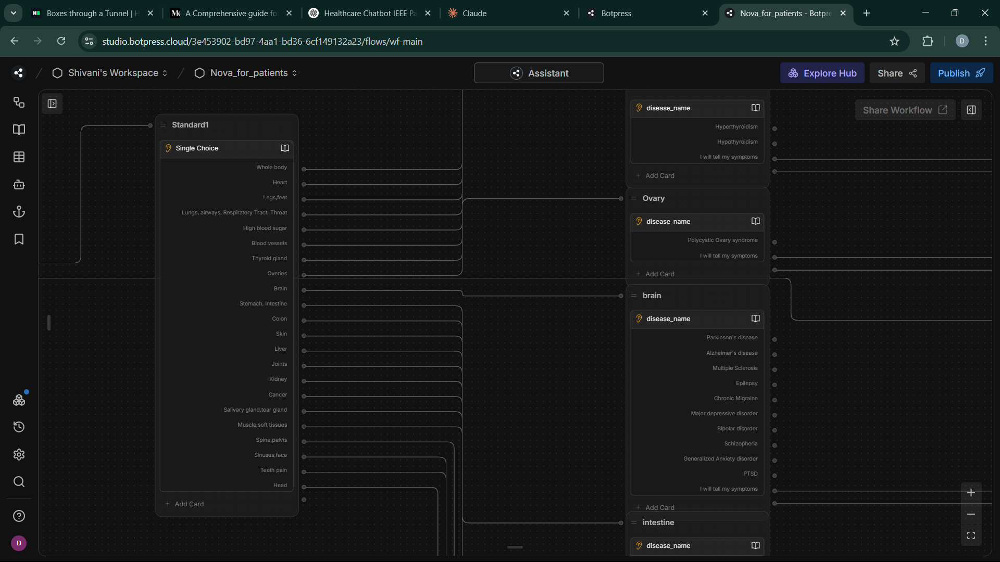 Boxes through a Tunnel | H
A Comprehensive guide fo
Healthcare Chatbot IEEE Pa
Claude
Botpress
Nova_for_patients - Botpre
studio.botpress.cloud/3e453902-bd97-4aa1-bd36-6cf149132a23/flows/wf-main
D
Shivani's Workspace
Nova_for_patients
Assistant
Explore Hub
Share
Publish
Share Workflow
Standard1
Single Choice
Whole body
Heart
Legs,feet
Lungs, airways, Respiratory Tract, Throat
High blood sugar
Blood vessels
Thyroid gland
Overies
Brain
Stomach, Intestine
Colon
Skin
Liver
Joints
Kidney
Cancer
Salivary gland,tear gland
Muscle,soft tissues
Spine,pelvis
Sinuses,face
Teeth pain
Head
+ Add Card
disease_name
Hyperthyroidism
Hypothyroidism
I will tell my symptoms
+ Add Card
Ovary
disease_name
Polycystic Ovary syndrome
I will tell my symptoms
+ Add Card
brain
disease_name
Parkinson's disease
Alzheimer's disease
Multiple Sclerosis
Epilepsy
Chronic Migraine
Major depressive disorder
Bipolar disorder
Schizopheria
Generalized Anxiety disorder
PTSD
I will tell my symptoms
+ Add Card
intestine
disease_name
D